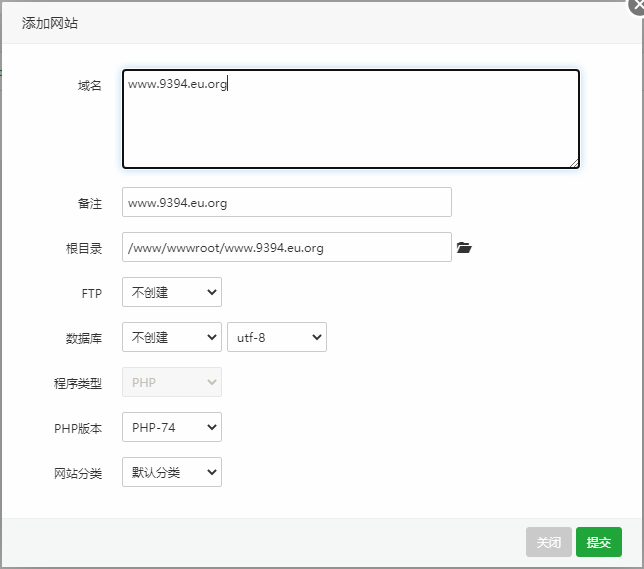 添加网站
域名 www.9394.eu.org
备注 www.9394.eu.org
根目录 /www/wwwroot/www.9394.eu.org
FTP 不创建
数据库 不创建 utf-8
程序类型 PHP
PHP版本 PHP-74
网站分类 默认分类
关闭 提交